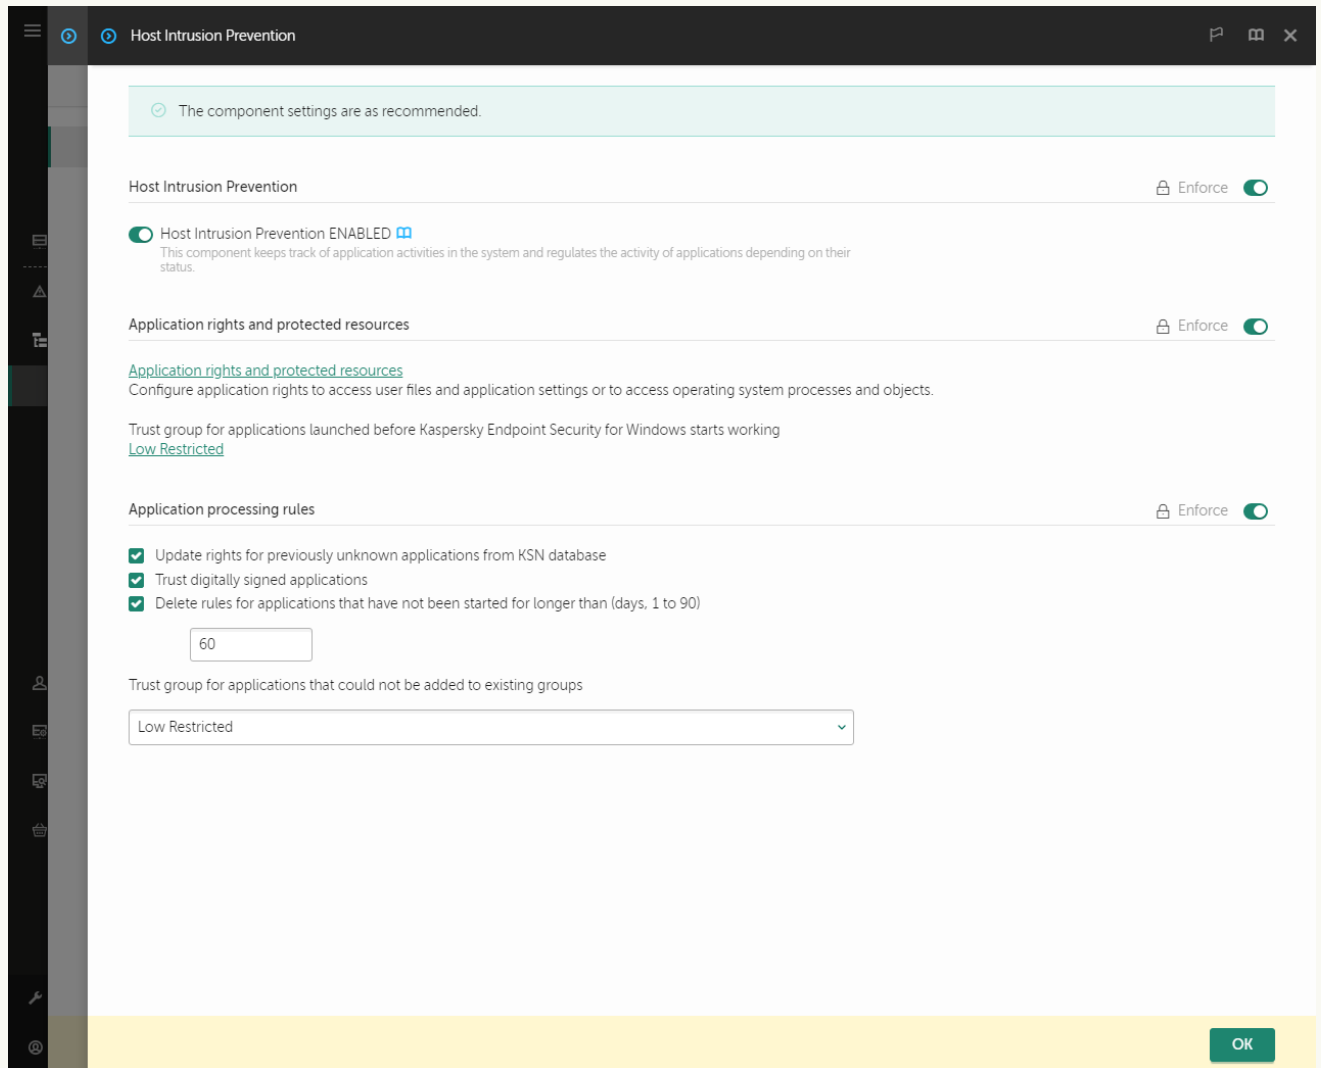 Host Intrusion Prevention
The component settings are as recommended.
Host Intrusion Prevention
Enforce
Host Intrusion Prevention ENABLED
This component keeps track of application activities in the system and regulates the activity of applications depending on their
status.
Application rights and protected resources
Enforce
Application rights and protected resources
Configure application rights to access user files and application settings or to access operating system processes and objects.
Trust group for applications launched before Kaspersky Endpoint Security for Windows starts working
Low Restricted
Application processing rules
Enforce
Update rights for previously unknown applications from KSN database
Trust digitally signed applications
Delete rules for applications that have not been started for longer than (days, 1 to 90)
60
Trust group for applications that could not be added to existing groups
Low Restricted
OK